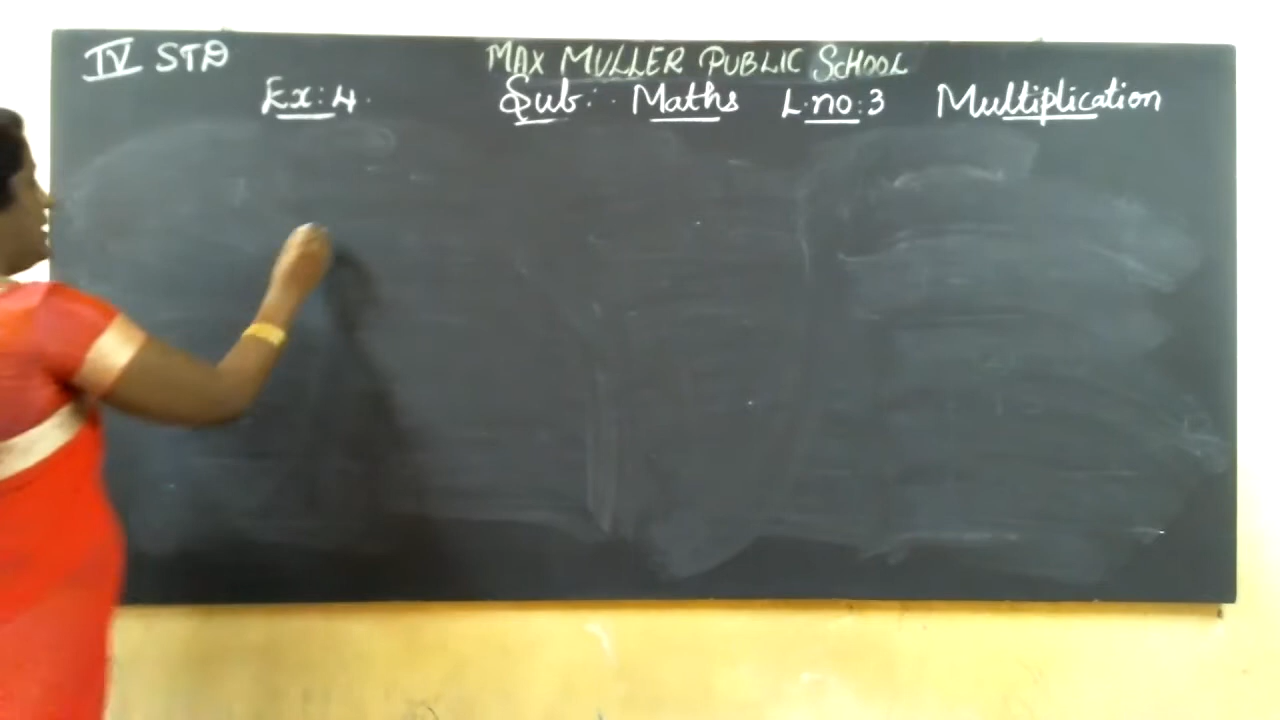 IV STD MAX MULLER PUBLIC SCHOOL
Ex: 4. Sub: Maths L.no: 3 Multiplication